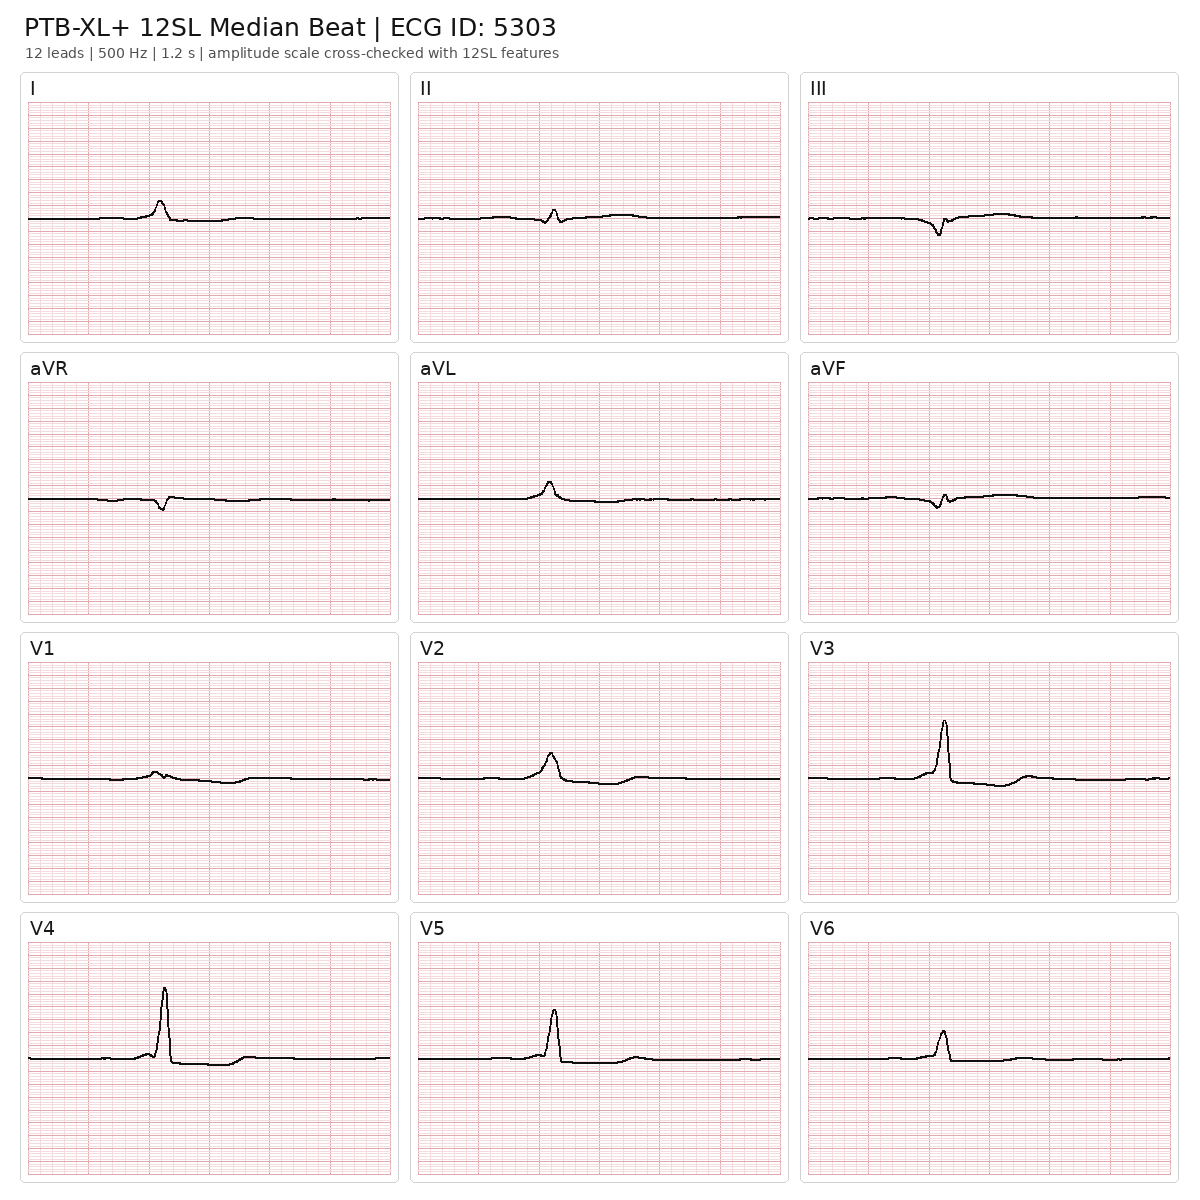 PTB-XL+ 12SL Median Beat | ECG ID: 5303
12 leads | 500 Hz | 1.2 s | amplitude scale cross-checked with 12SL features
I
II
III
aVR
aVL
aVF
V1
V2
V3
V4
V5
V6